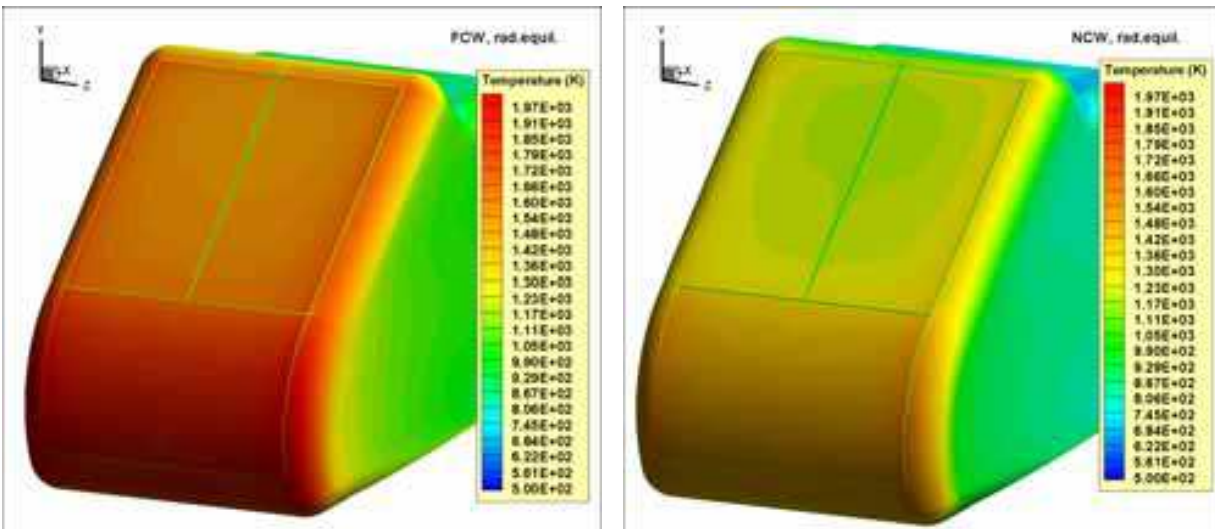 Y
X
Z
FCW, rad.equil.
Temperature (K)
1.97E+03
1.91E+03
1.85E+03
1.79E+03
1.72E+03
1.66E+03
1.60E+03
1.54E+03
1.48E+03
1.42E+03
1.36E+03
1.30E+03
1.23E+03
1.17E+03
1.11E+03
1.05E+03
9.90E+02
9.29E+02
8.67E+02
8.06E+02
7.45E+02
6.84E+02
6.22E+02
5.61E+02
5.00E+02
Y
X
Z
NCW, rad.equil.
Temperature (K)
1.97E+03
1.91E+03
1.85E+03
1.79E+03
1.72E+03
1.66E+03
1.60E+03
1.54E+03
1.48E+03
1.42E+03
1.36E+03
1.30E+03
1.23E+03
1.17E+03
1.11E+03
1.05E+03
9.90E+02
9.29E+02
8.67E+02
8.06E+02
7.45E+02
6.84E+02
6.22E+02
5.61E+02
5.00E+02